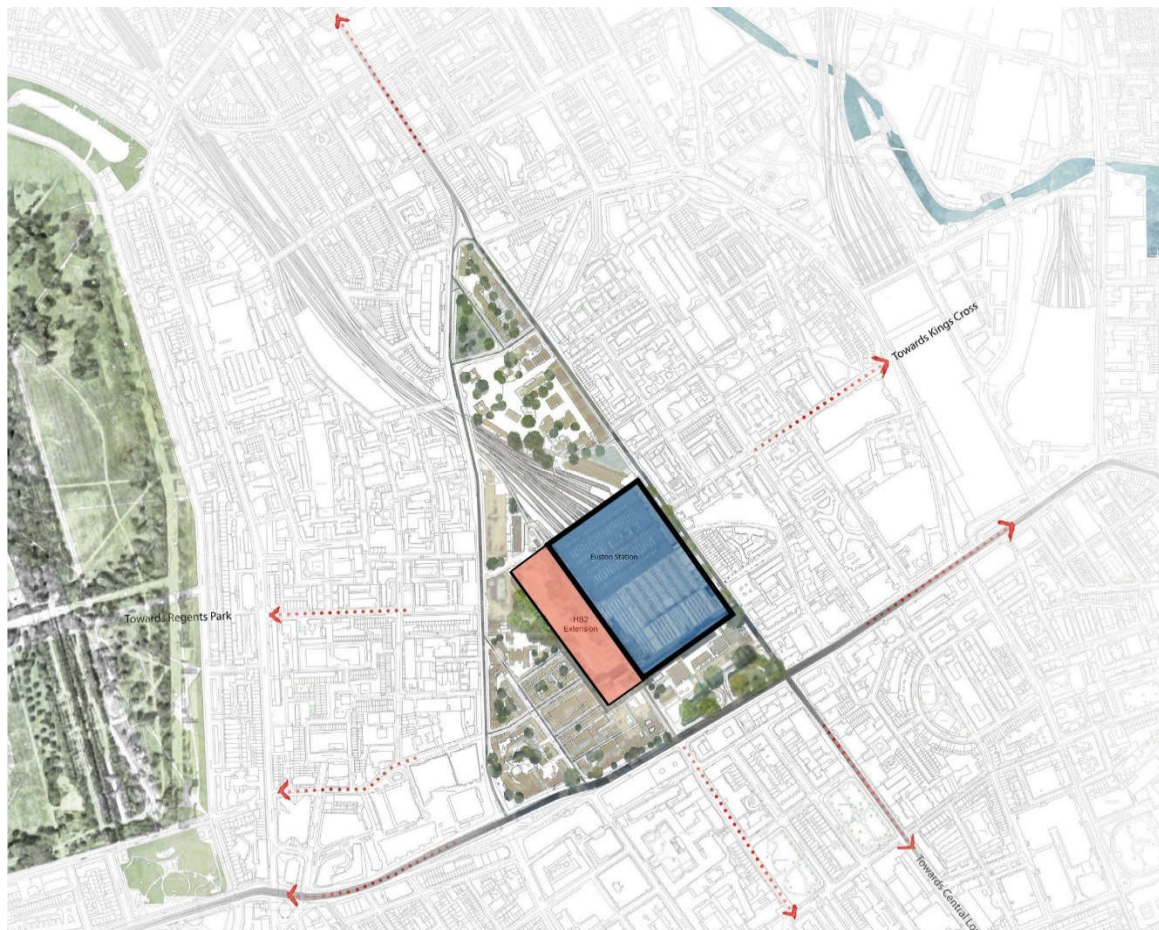 Towards Kings Cross
Euston Station
Towards Regents Park
HS2
Extension
Towards Central Lo